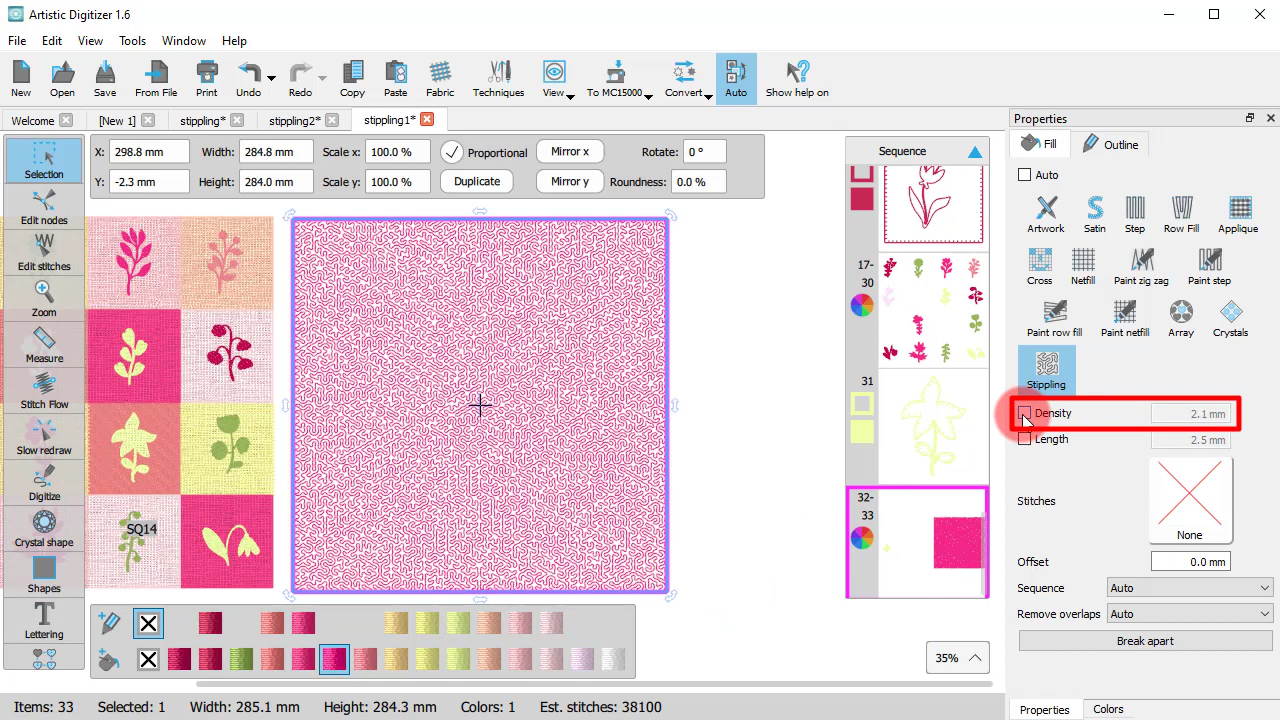 Artistic Digitizer 1.6
File Edit View Tools Window Help
New Open Save From File Print Undo Redo Copy Paste Fabric Techniques View To MC15000 Convert Auto Show help on
Welcome [New 1] stippling* stippling2* stippling1*
X: 298.8 mm Width: 284.8 mm Scale x: 100.0 % Proportional Mirror x Rotate: 0 °
Y: -2.3 mm Height: 284.0 mm Scale y: 100.0 % Duplicate Mirror y Roundness: 0.0 %
Selection
Edit nodes
Edit stitches
Zoom
Measure
Stitch Flow
Slow redraw
Digitize
Crystal shape
Shapes
Lettering
SQ14
35%
Sequence
17-
30
31
32-
33
Properties
Fill Outline
Auto
Artwork Satin Step Row Fill Applique
Cross Netfill Paint zig zag Paint step
Paint row fill Paint netfill Array Crystals
Stippling
Density 2.1 mm
Length 2.5 mm
Stitches None
Offset 0.0 mm
Sequence Auto
Remove overlaps Auto
Break apart
Properties Colors
Items: 33 Selected: 1 Width: 285.1 mm Height: 284.3 mm Colors: 1 Est. stitches: 38100